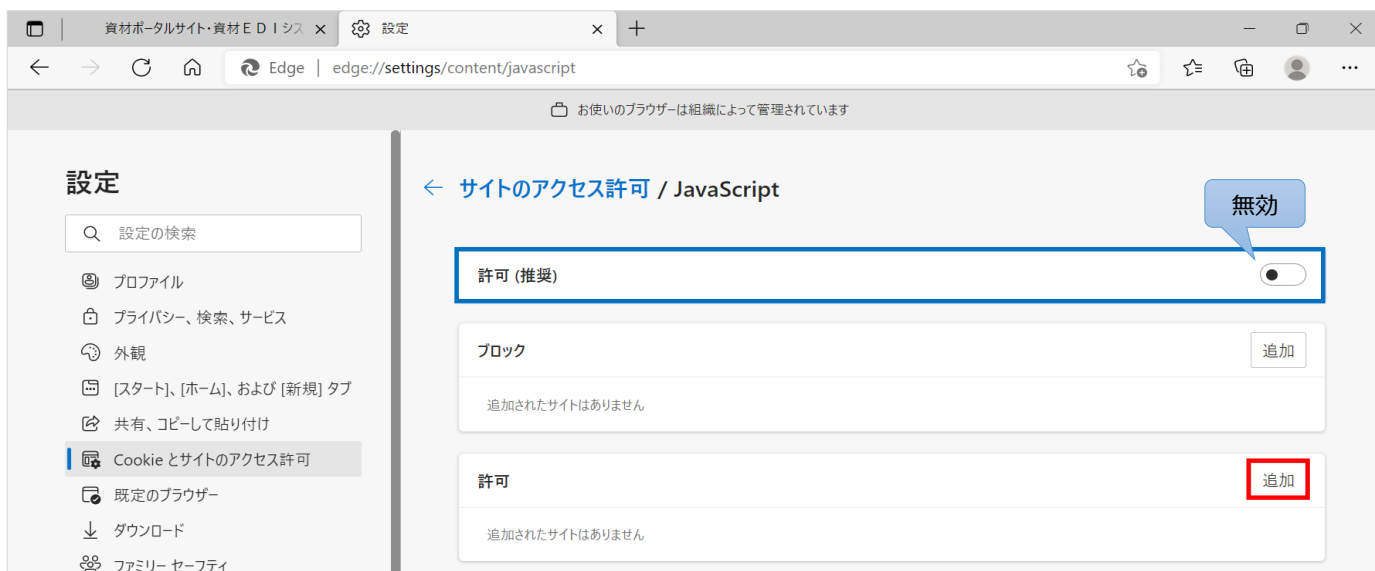 資材ポータルサイト・資材ＥＤＩシス
設定
Edge | edge://settings/content/javascript
お使いのブラウザーは組織によって管理されています
設定
設定の検索
プロファイル
プライバシー、検索、サービス
外観
[スタート]、[ホーム]、および [新規] タブ
共有、コピーして貼り付け
Cookie とサイトのアクセス許可
既定のブラウザー
ダウンロード
ファミリー セーフティ
サイトのアクセス許可 / JavaScript
無効
許可 (推奨)
ブロック
追加
追加されたサイトはありません
許可
追加
追加されたサイトはありません